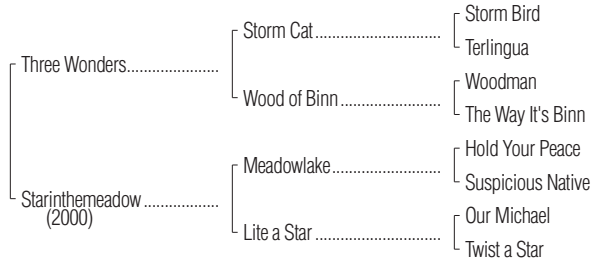 Storm Bird
Storm Cat....................................
Terlingua
Three Wonders......................
Woodman
Wood of Binn .............................
The Way It's Binn
Hold Your Peace
Meadowlake................................
Suspicious Native
Starinthemeadow ..................
(2000)
Our Michael
Lite a Star ....................................
Twist a Star